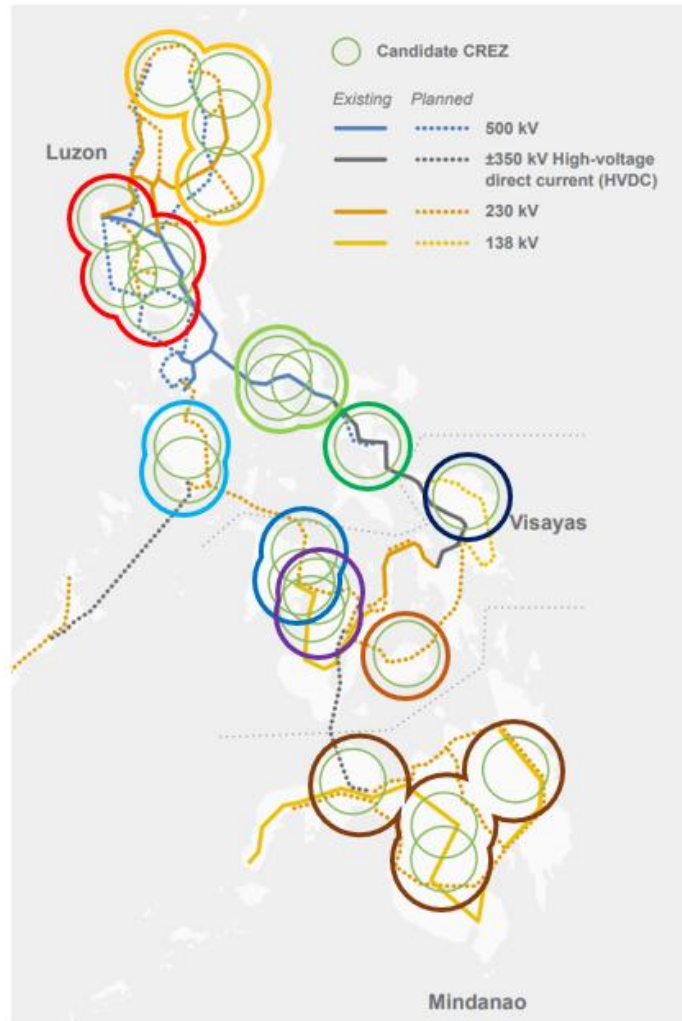 Candidate CREZ
Existing Planned
500 kV
±350 kV High-voltage
direct current (HVDC)
230 kV
138 kV
Luzon
Visayas
Mindanao